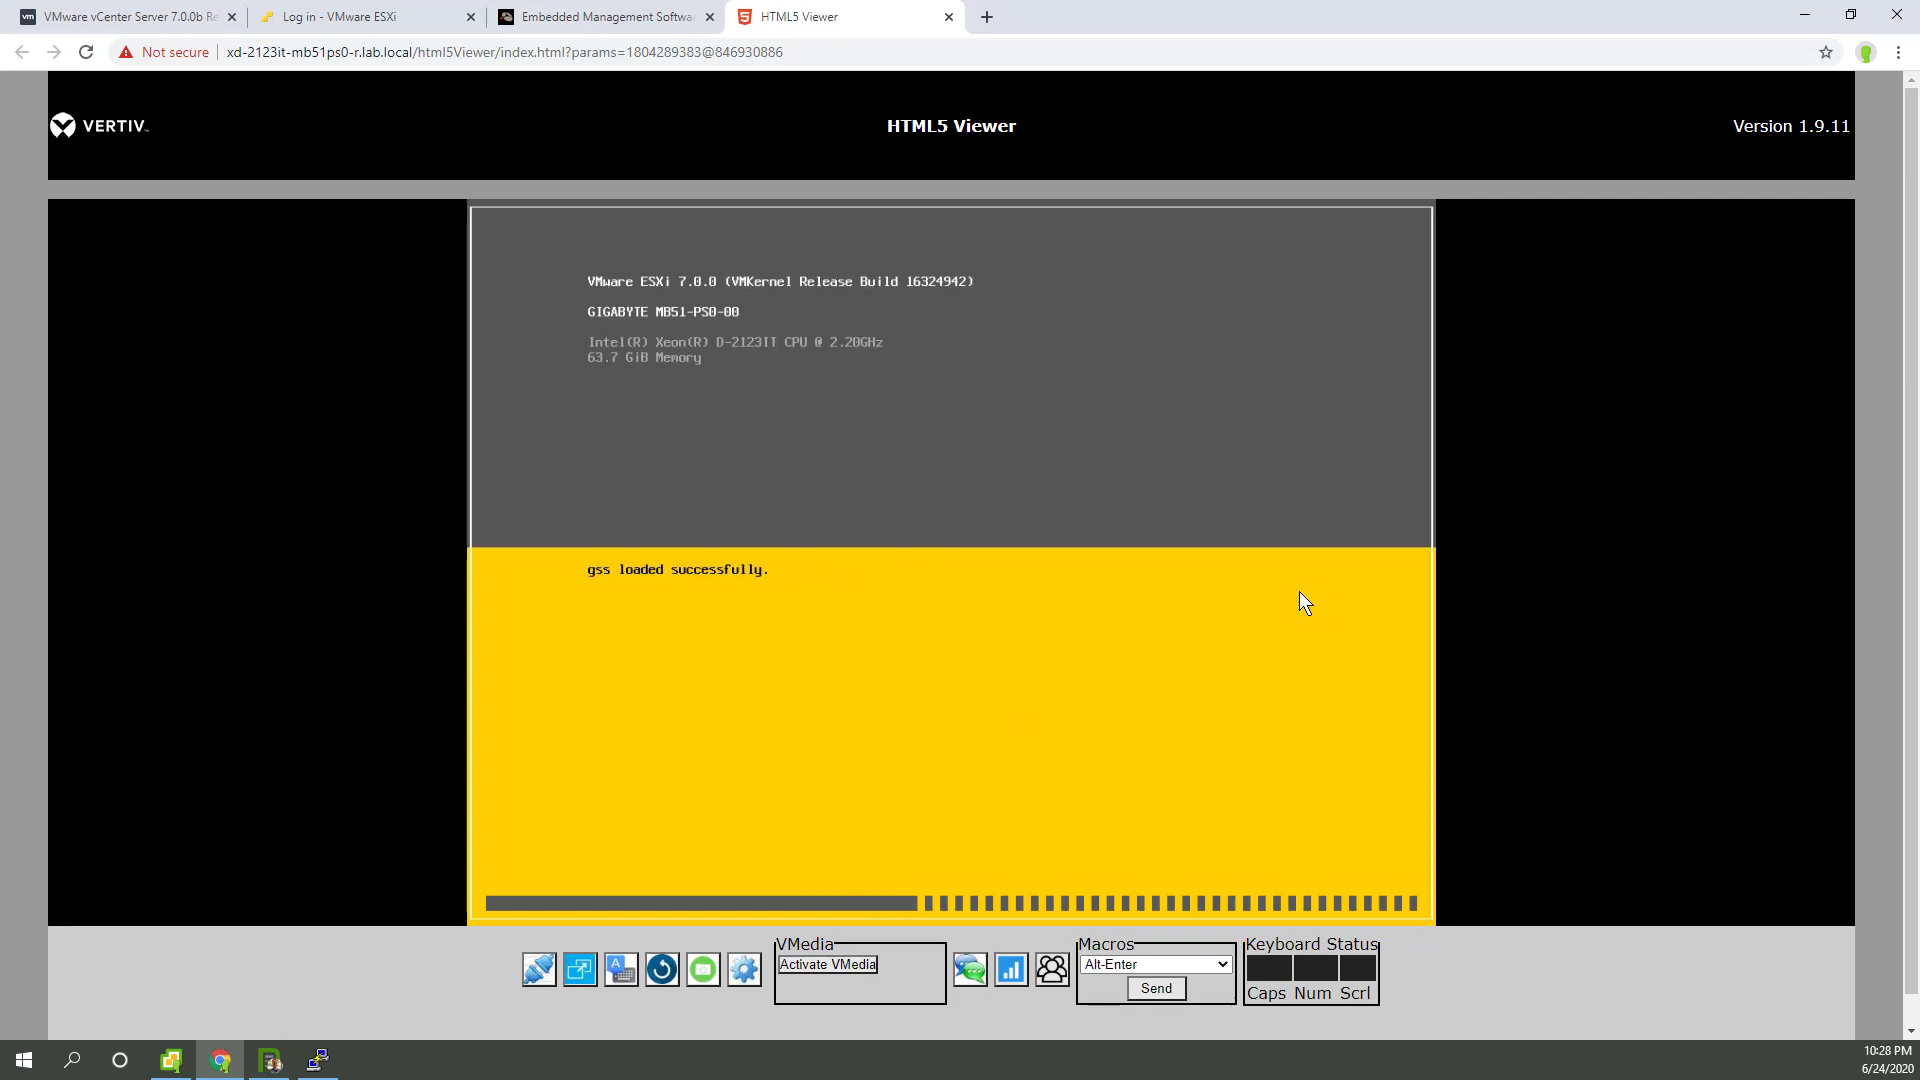 VMware vCenter Server 7.0.0b Re
Log in - VMware ESXi
Embedded Management Softwar
HTML5 Viewer
Not secure
xd-2123it-mb51ps0-r.lab.local/html5Viewer/index.html?params=1804289383@846930886
VERTIV
HTML5 Viewer
Version 1.9.11
VMware ESXi 7.0.0 (VMKernel Release Build 16324942)
GIGABYTE MB51-PS0-00
Intel(R) Xeon(R) D-2123IT CPU @ 2.20GHz
63.7 GiB Memory
gss loaded successfully.
VMedia
Activate VMedia
Macros
Alt-Enter
Send
Keyboard Status
Caps Num Scrl
10:28 PM
6/24/2020